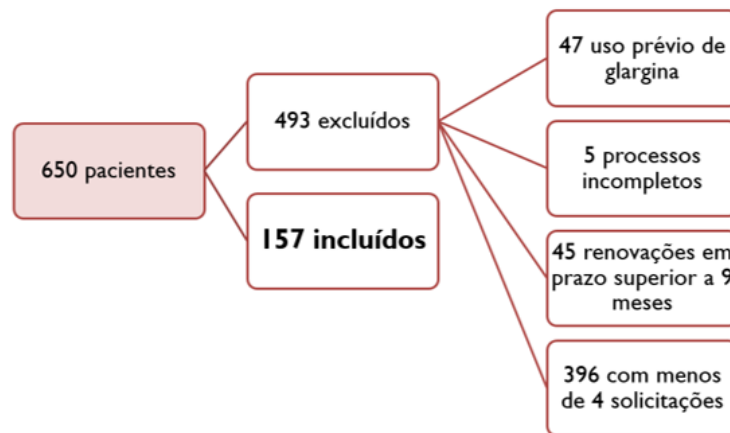 650 pacientes
493 excluídos
157 incluídos
47 uso prévio de
glargina
5 processos
incompletos
45 renovações em
prazo superior a 9
meses
396 com menos
de 4 solicitações